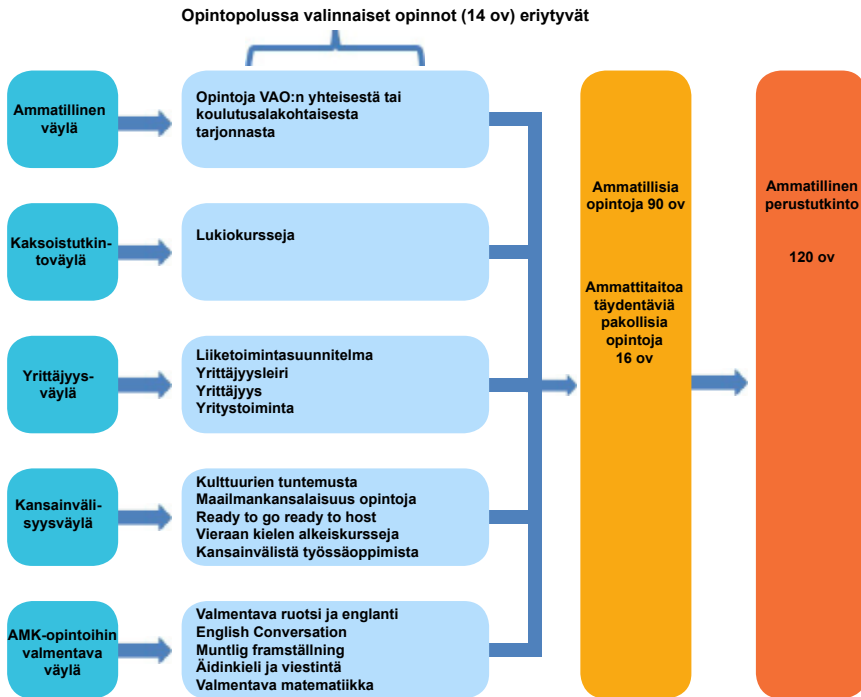 Opintopolussa valinnaiset opinnot (14 ov) eriytyvät
Ammatillinen
väylä
Opintoja VAO:n yhteisestä tai
koulutusalakohtaisesta
tarjonnasta
Kaksoistutkin-
toväylä
Lukiokursseja
Yrittäjyys-
väylä
Liiketoimintasuunnitelma
Yrittäjyysleiri
Yrittäjyys
Yritystoiminta
Kansainväli-
syysväylä
Kulttuurien tuntemusta
Maailmankansalaisuus opintoja
Ready to go ready to host
Vieraan kielen alkeiskursseja
Kansainvälistä työssäoppimista
AMK-opintoihin
valmentava
väylä
Valmentava ruotsi ja englanti
English Conversation
Muntlig framställning
Äidinkieli ja viestintä
Valmentava matematiikka
Ammatillisia
opintoja 90 ov
Ammattitaitoa
täydentäviä
pakollisia
opintoja
16 ov
Ammatillinen
perustutkinto
120 ov